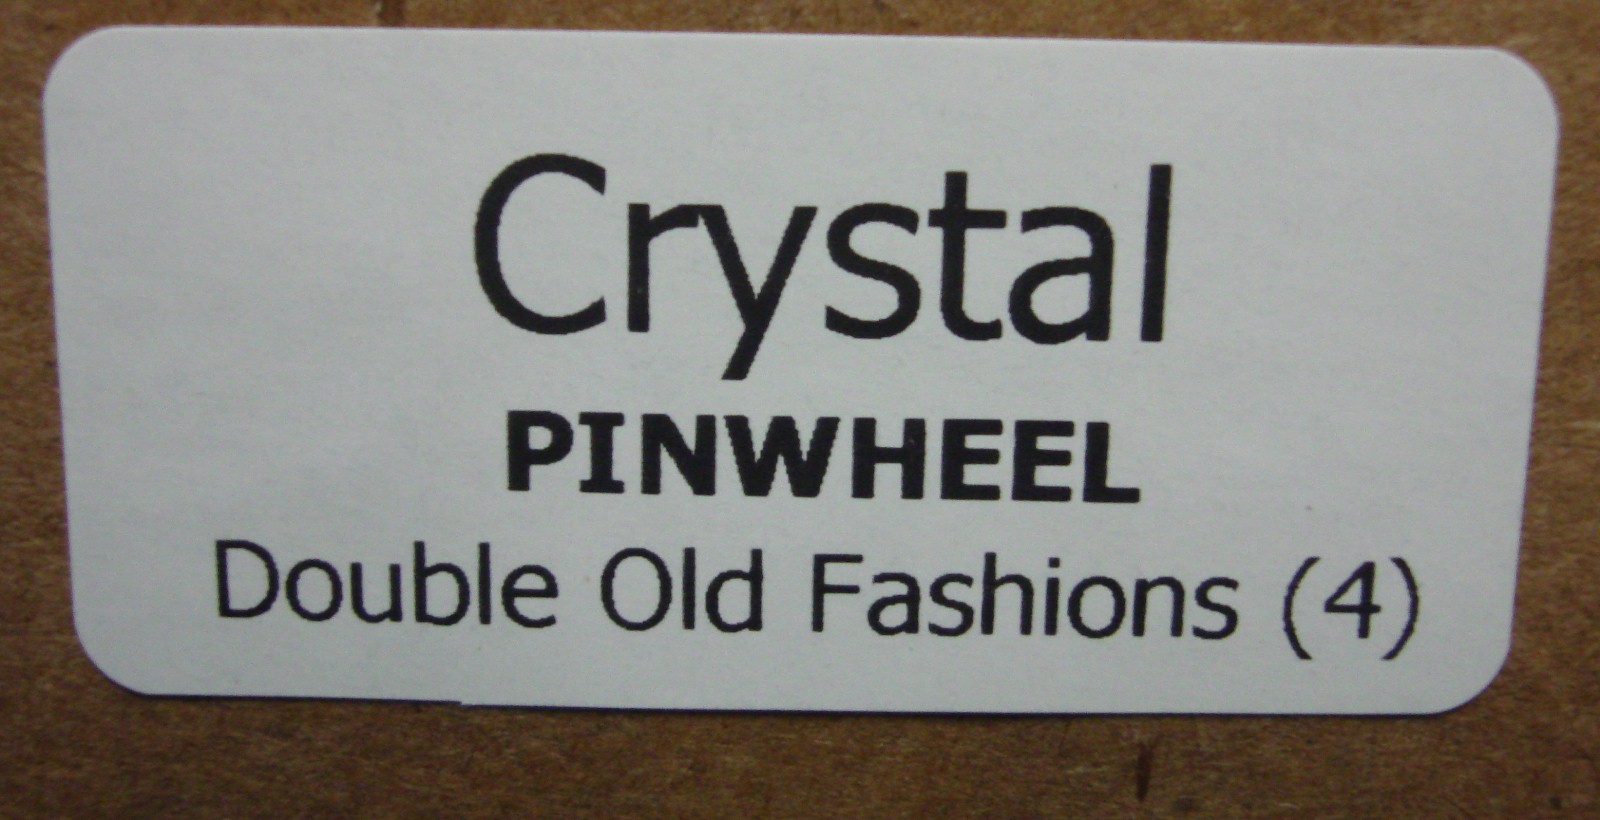 Crystal
PINWHEEL
Double Old Fashions (4)